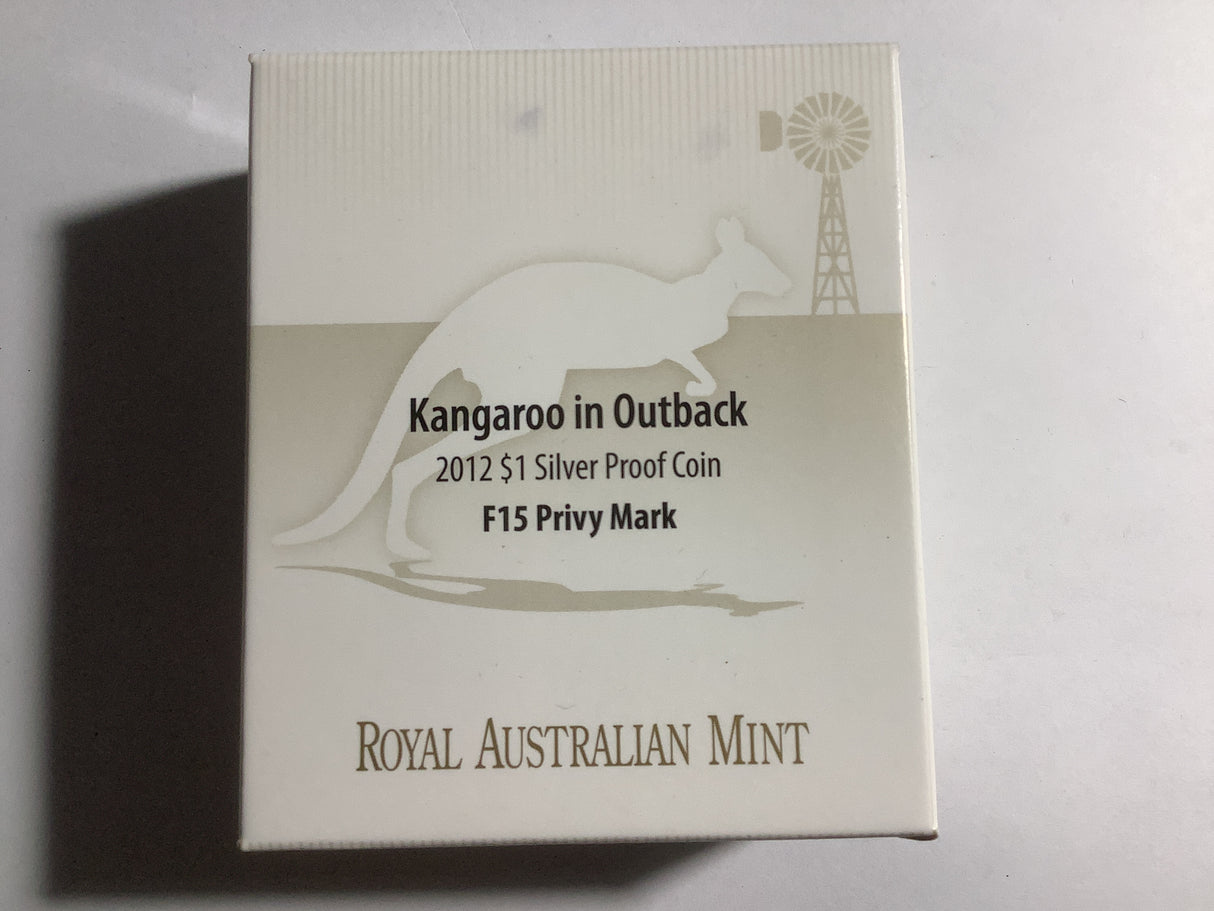 Kangaroo in Outback
2012 $1 Silver Proof Coin
F15 Privy Mark
ROYAL AUSTRALIAN MINT